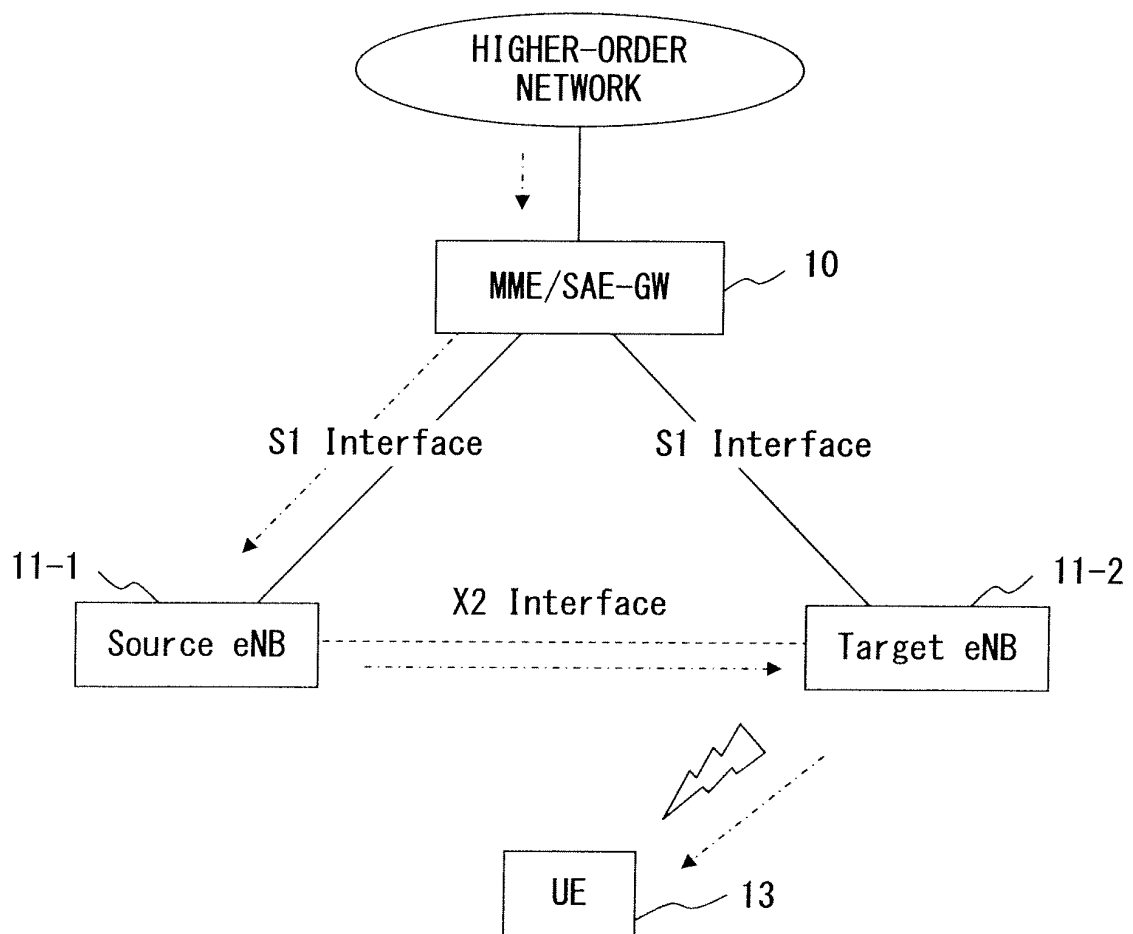 HIGHER-ORDER
NETWORK
MME/SAE-GW
10
S1 Interface
S1 Interface
11-1
11-2
X2 Interface
Source eNB
Target eNB
UE
13